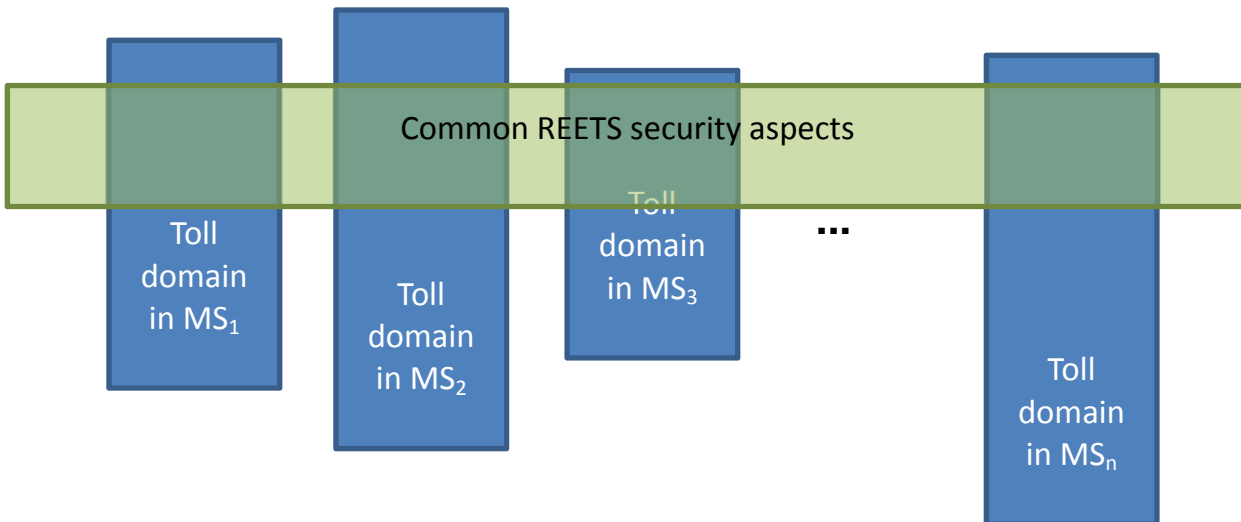 Common REETS security aspects
Toll
domain
in MS₁
Toll
domain
in MS₂
Toll
domain
in MS₃
...
Toll
domain
in MSₙ